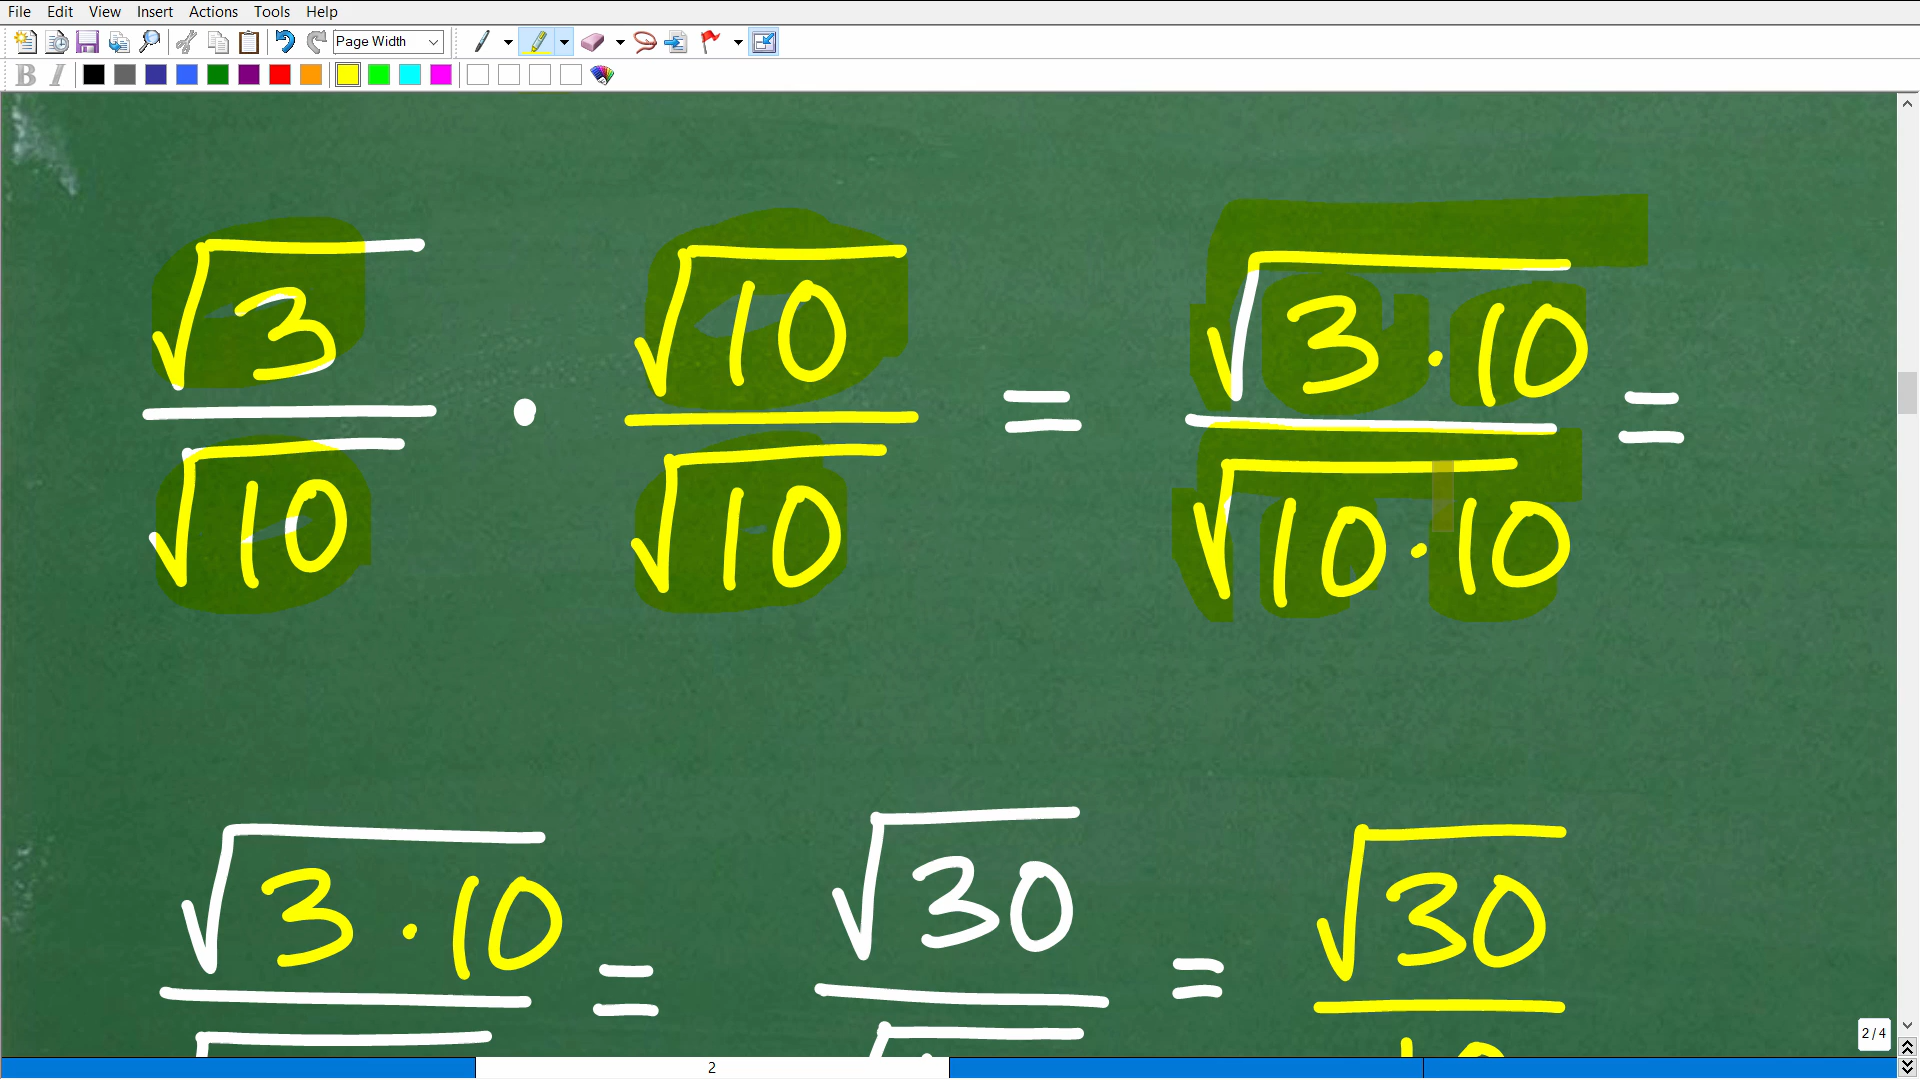 File Edit View Insert Actions Tools Help
Page Width
B I
√3 / √10 · √10 / √10 = √3·10 / √10·10 =
√3·10 = √30 = √30
2 / 4
2